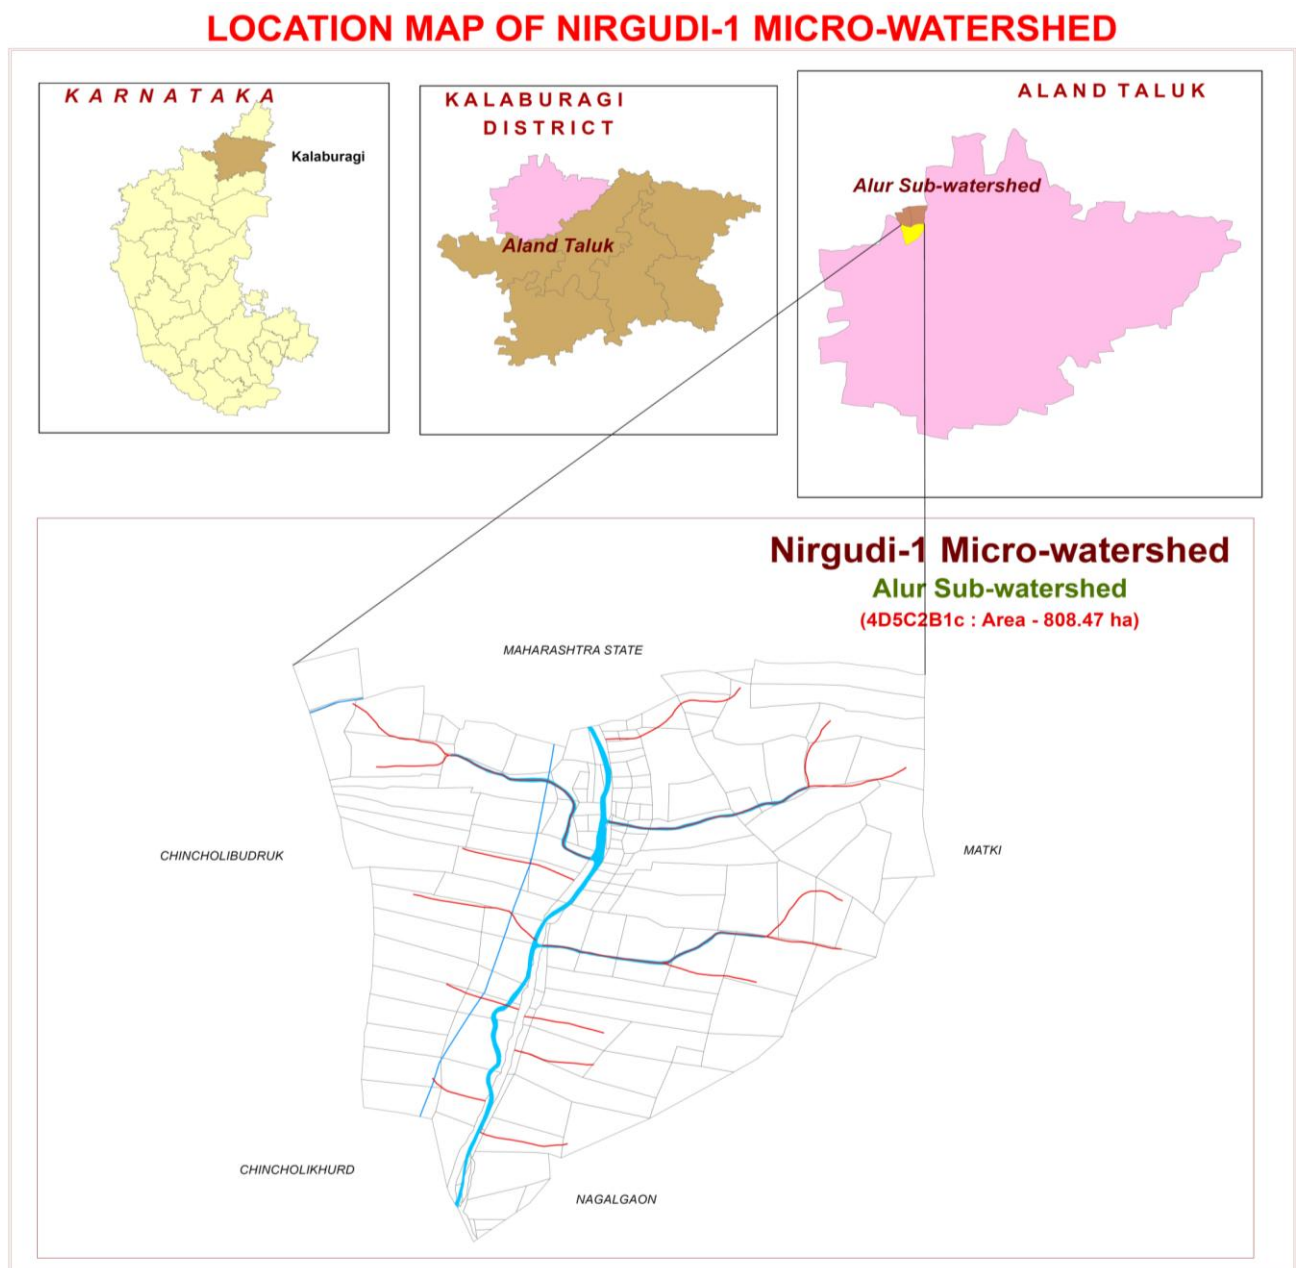 LOCATION MAP OF NIRGUDI-1 MICRO-WATERSHED
KARNATAKA
Kalaburagi
KALABURAGI
DISTRICT
Aland Taluk
ALAND TALUK
Alur Sub-watershed
Nirgudi-1 Micro-watershed
Alur Sub-watershed
(4D5C2B1c : Area - 808.47 ha)
MAHARASHTRA STATE
CHINCHOLIBUDRUK
MATKI
CHINCHOLIKHURD
NAGALGAON